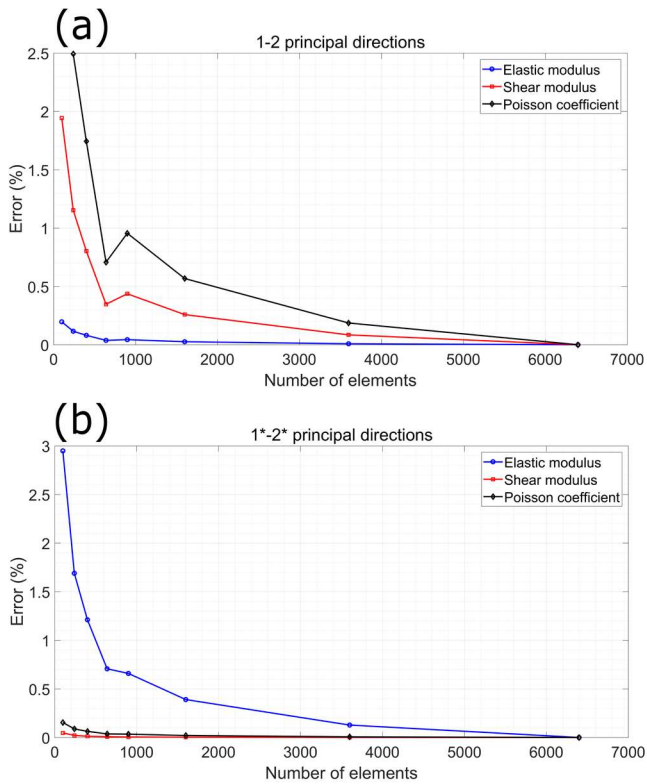 (a)
1-2 principal directions
Elastic modulus
Shear modulus
Poisson coefficient
2.5
2
1.5
1
0.5
0
Error (%)
0 1000 2000 3000 4000 5000 6000 7000
Number of elements
(b)
1*-2* principal directions
Elastic modulus
Shear modulus
Poisson coefficient
3
2.5
2
1.5
1
0.5
0
Error (%)
0 1000 2000 3000 4000 5000 6000 7000
Number of elements